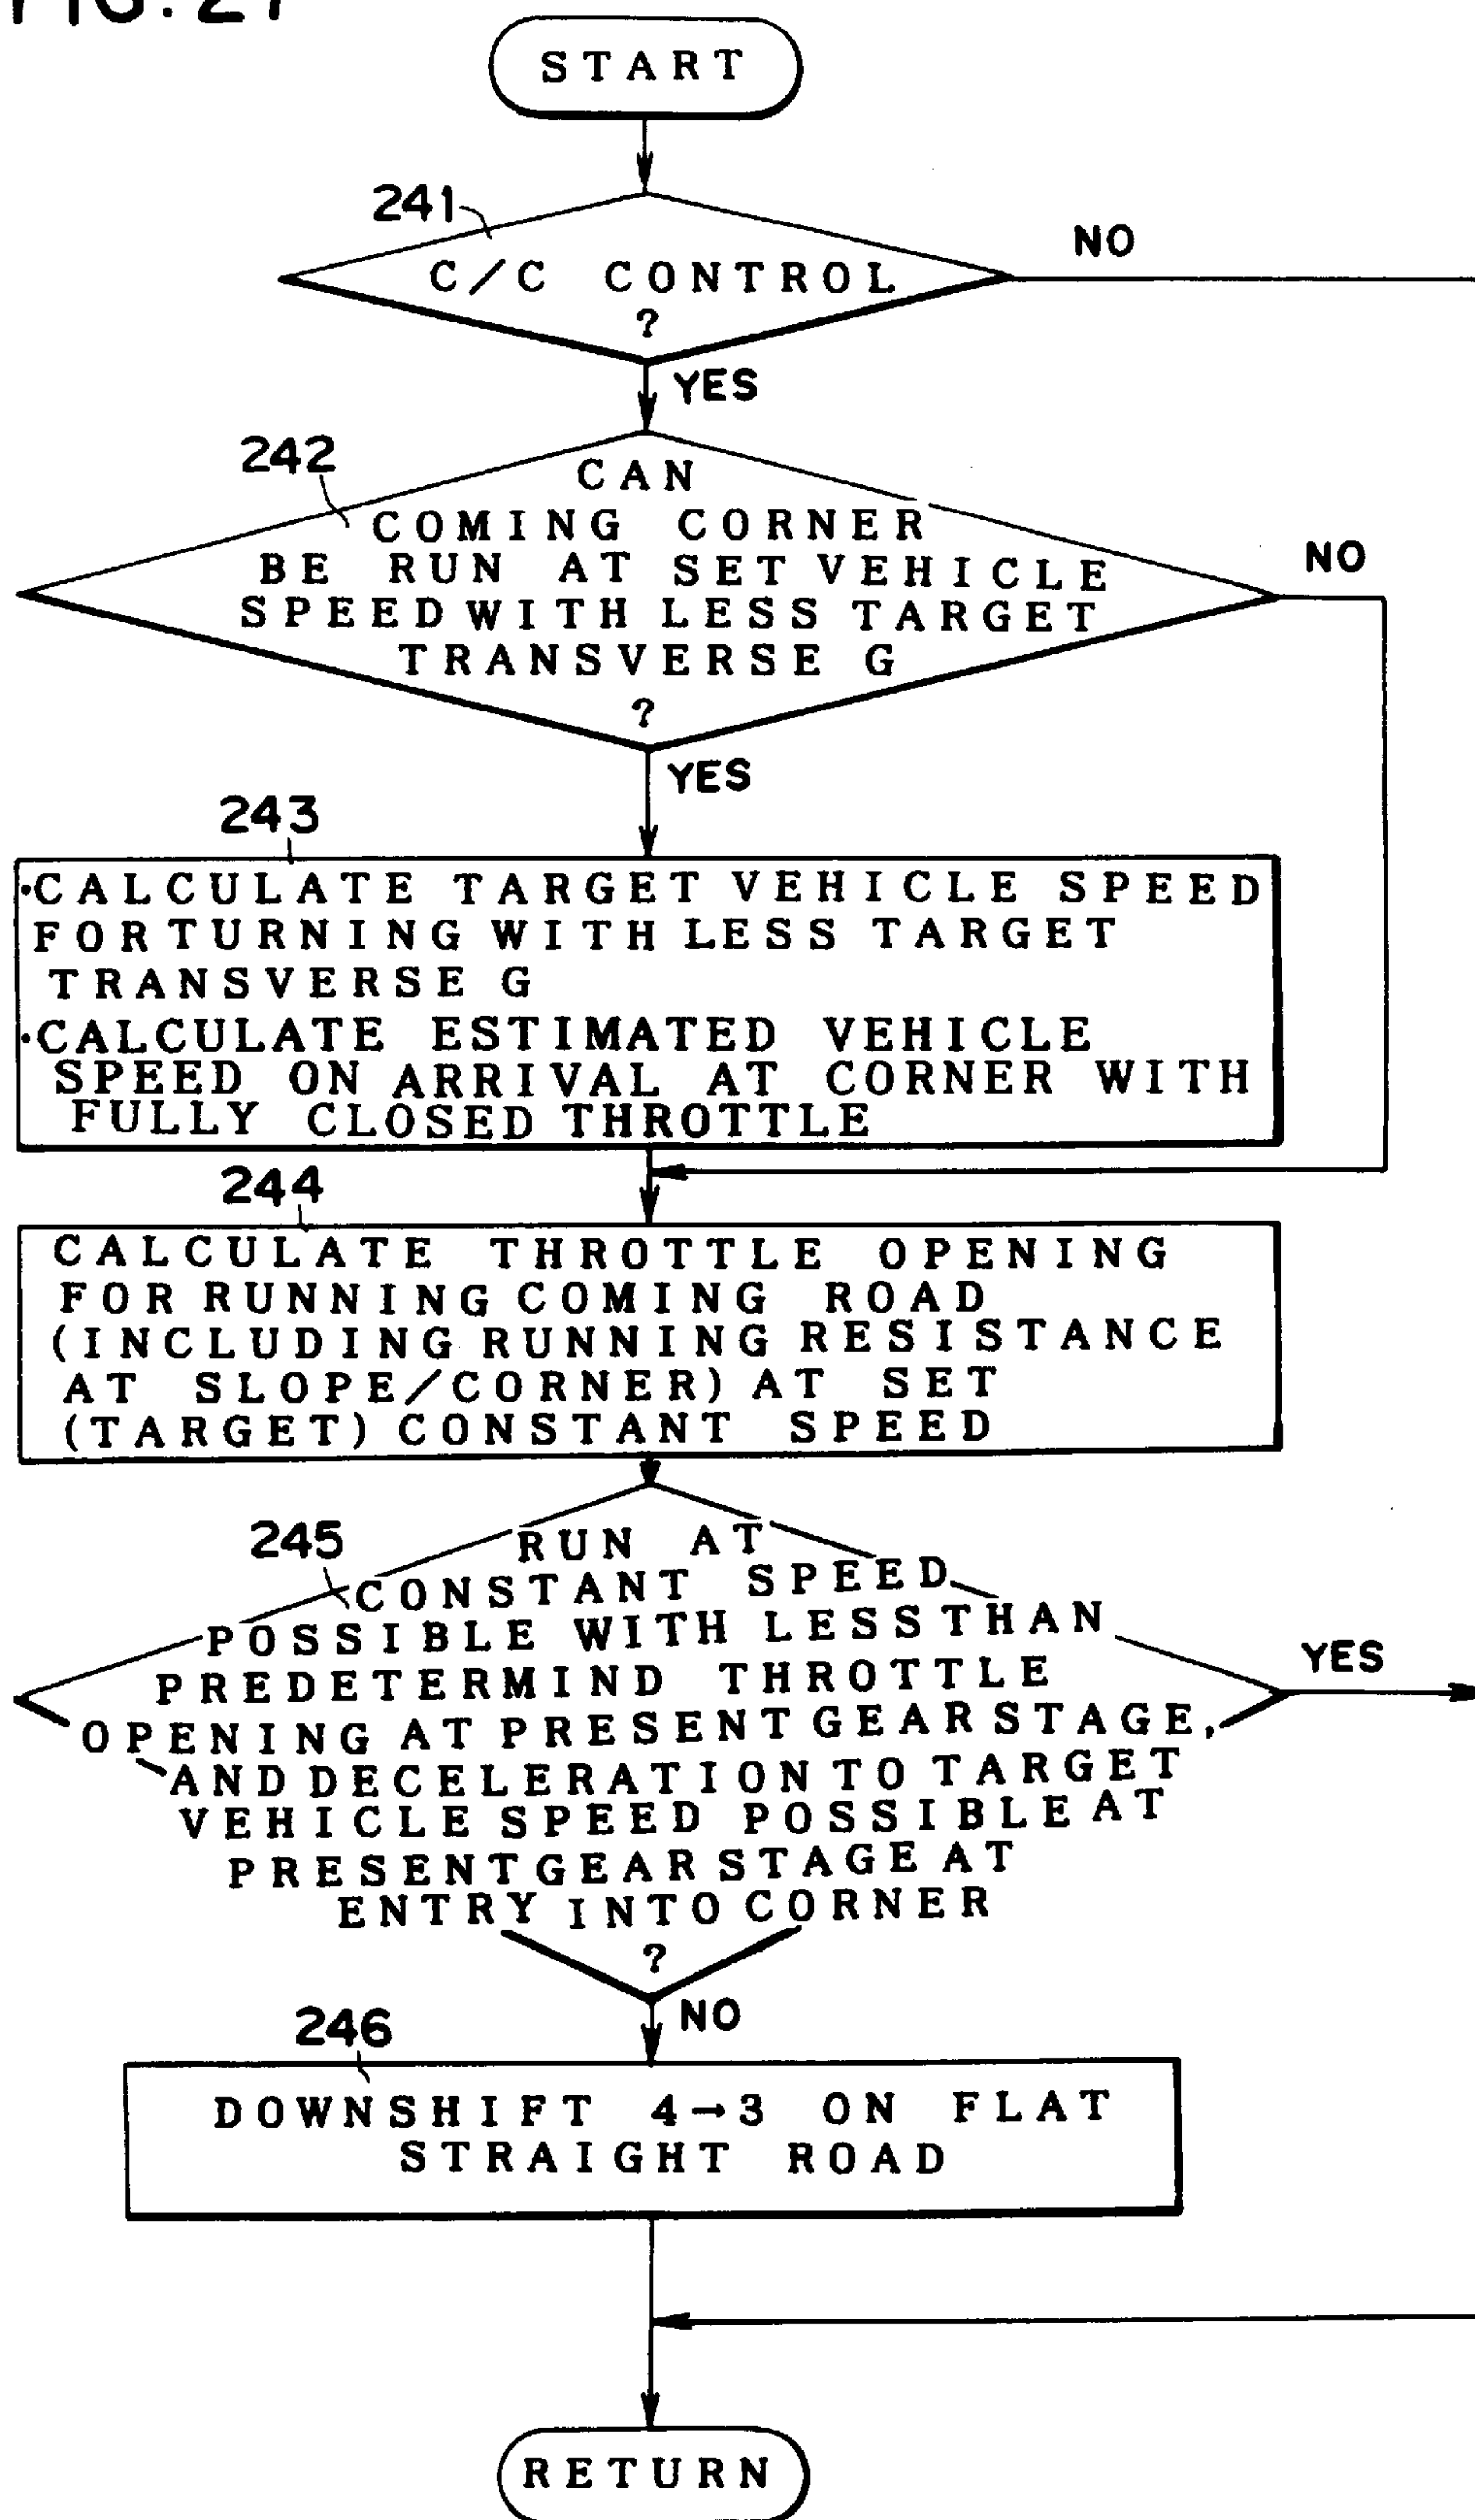 FIG. 27
START
241
C/C CONTROL
?
NO
YES
242
CAN
COMING CORNER
BE RUN AT SET VEHICLE
SPEED WITH LESS TARGET
TRANSVERSE G
?
NO
YES
243
·CALCULATE TARGET VEHICLE SPEED
FOR TURNING WITH LESS TARGET
TRANSVERSE G
·CALCULATE ESTIMATED VEHICLE
SPEED ON ARRIVAL AT CORNER WITH
FULLY CLOSED THROTTLE
244
CALCULATE THROTTLE OPENING
FOR RUNNING COMING ROAD
(INCLUDING RUNNING RESISTANCE
AT SLOPE/CORNER) AT SET
(TARGET) CONSTANT SPEED
245
RUN AT
CONSTANT SPEED
POSSIBLE WITH LESS THAN
PREDETERMIND THROTTLE
OPENING AT PRESENT GEAR STAGE,
AND DECELERATION TO TARGET
VEHICLE SPEED POSSIBLE AT
PRESENT GEAR STAGE AT
ENTRY INTO CORNER
?
YES
NO
246
DOWNSHIFT 4→3 ON FLAT
STRAIGHT ROAD
RETURN